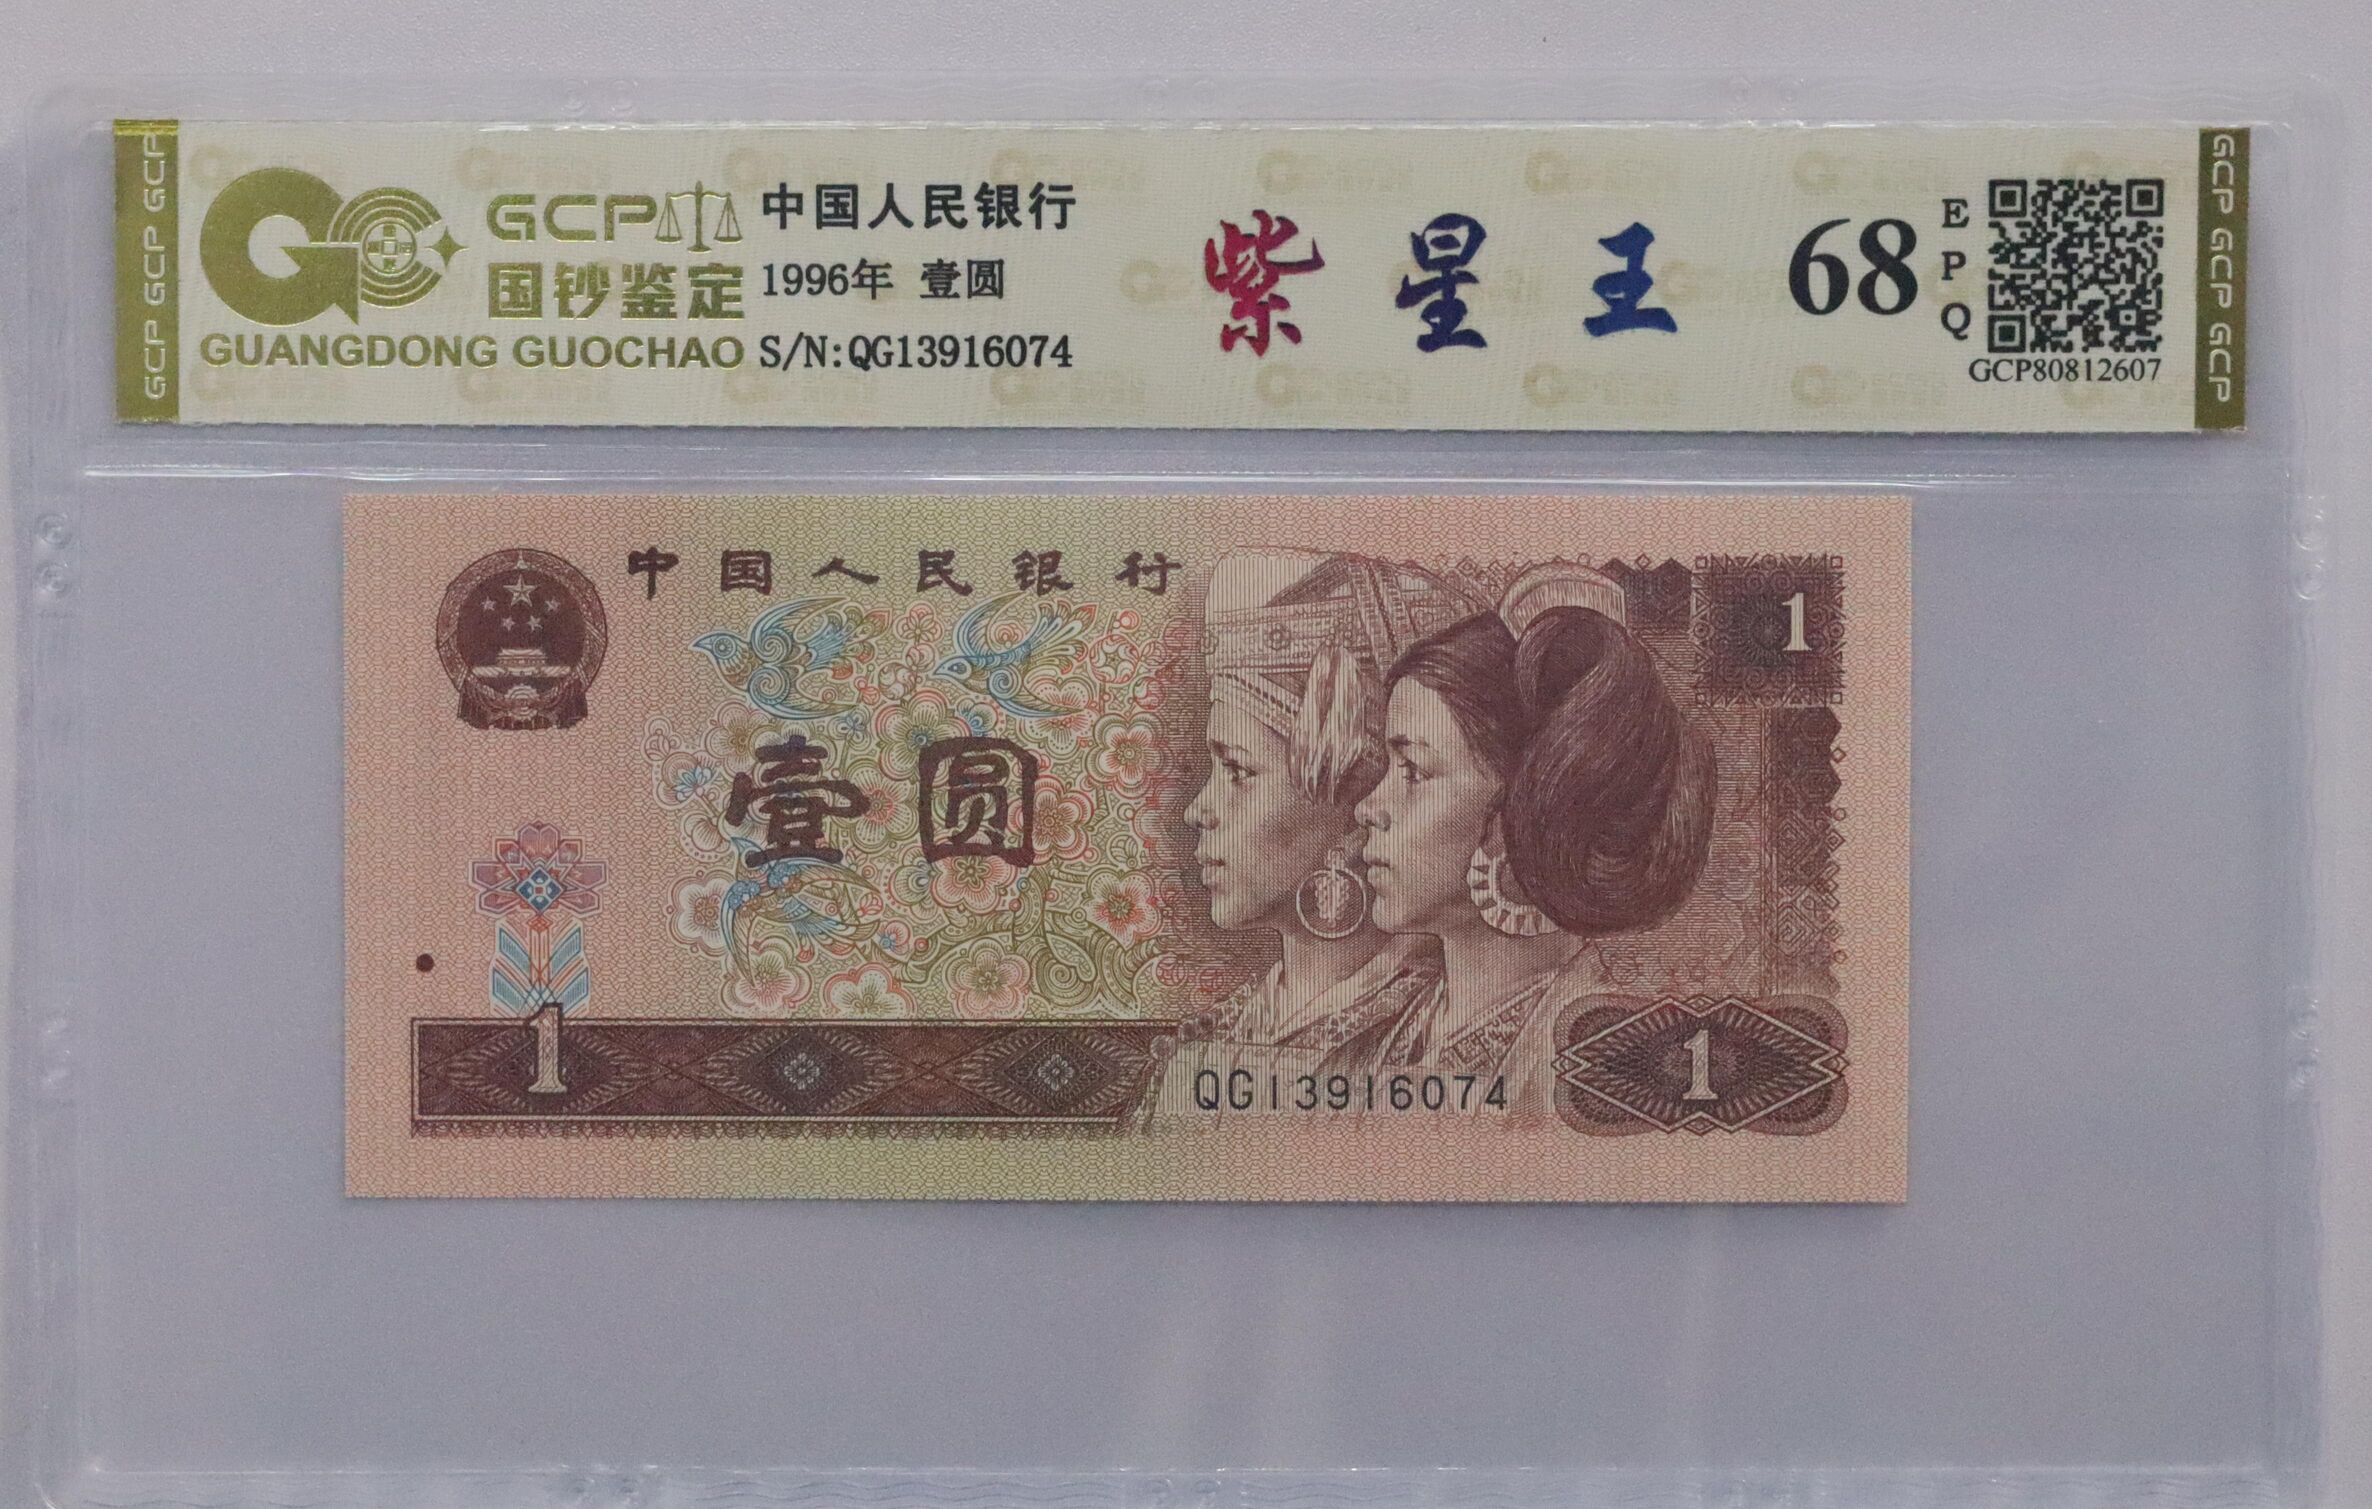 GCP GCP GCP
GCP
国钞鉴定
GUANGDONG GUOCHAO
中国人民银行
1996年 壹圆
S/N:QG13916074
紫星王
68
E
P
Q
GCP80812607
GCP GCP GCP
中国人民银行
1
壹圆
1
QG13916074
1